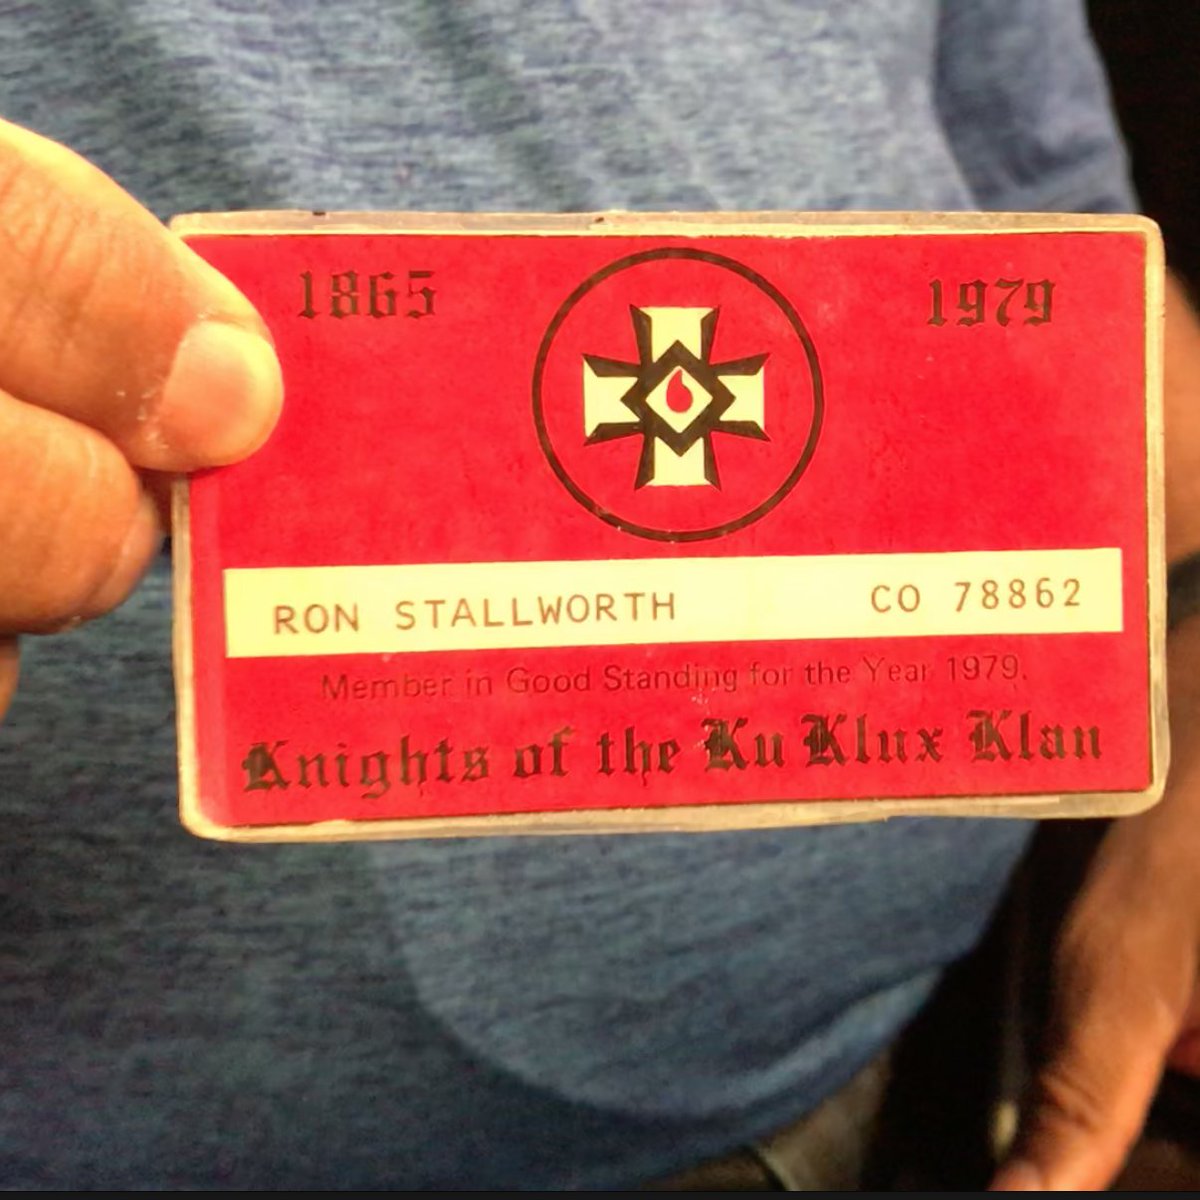 1865 1979
RON STALLWORTH CO 78862
Member in Good Standing for the Year 1979.
Knights of the Ku Klux Klan